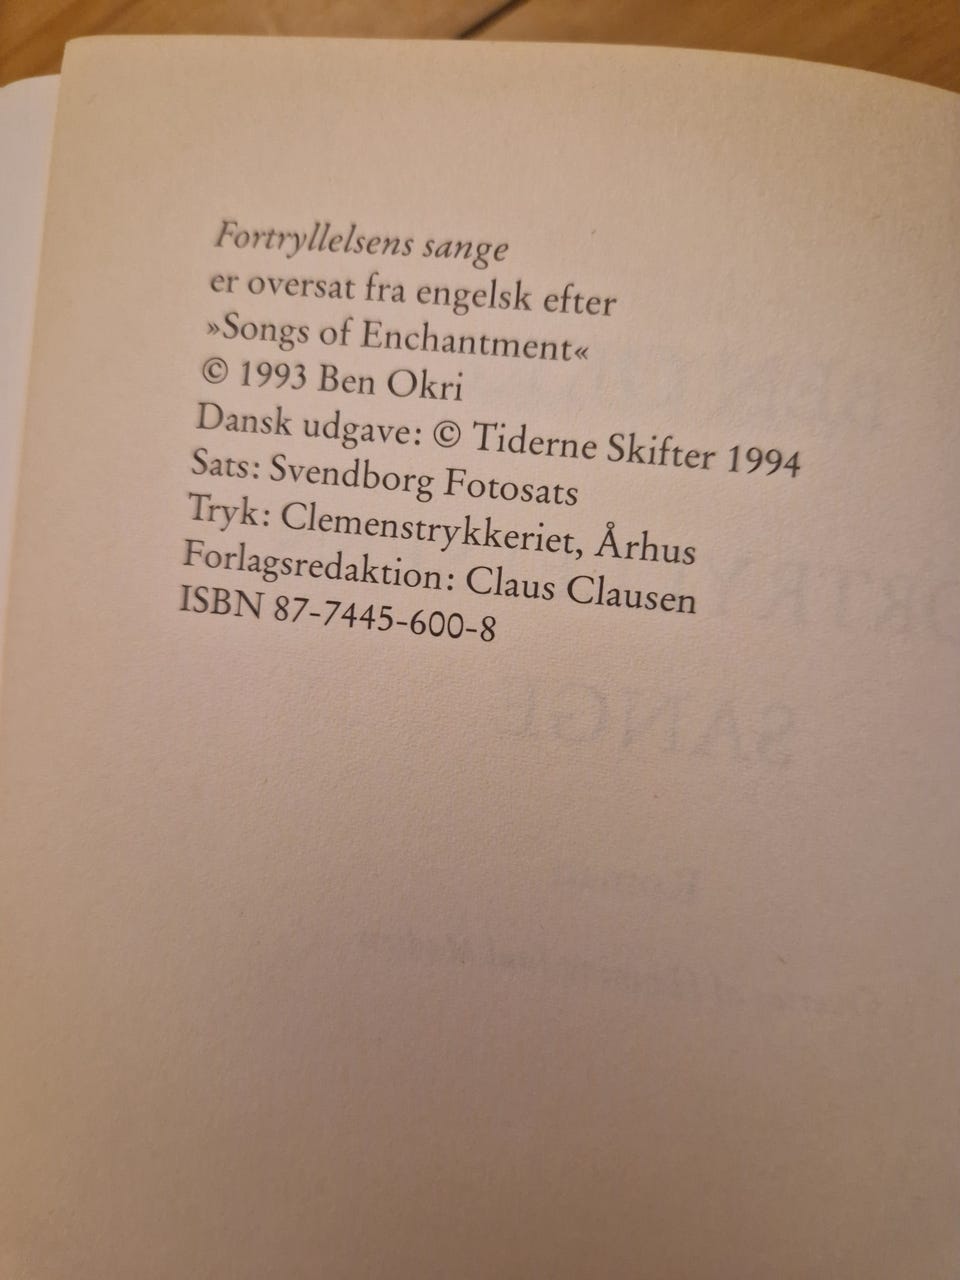 Fortryllelsens sange
er oversat fra engelsk efter
»Songs of Enchantment«
© 1993 Ben Okri
Dansk udgave: © Tiderne Skifter 1994
Sats: Svendborg Fotosats
Tryk: Clemenstrykkeriet, Århus
Forlagsredaktion: Claus Clausen
ISBN 87-7445-600-8
SANGE